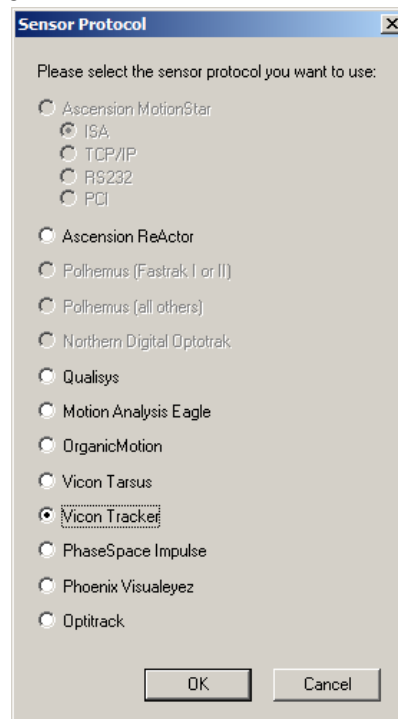 Sensor Protocol
Please select the sensor protocol you want to use:
Ascension MotionStar
ISA
TCP/IP
RS232
PCI
Ascension ReActor
Polhemus (Fastrak I or II)
Polhemus (all others)
Northern Digital Optotrak
Qualisys
Motion Analysis Eagle
OrganicMotion
Vicon Tarsus
Vicon Tracker
PhaseSpace Impulse
Phoenix Visualeyez
Optitrack
OK Cancel